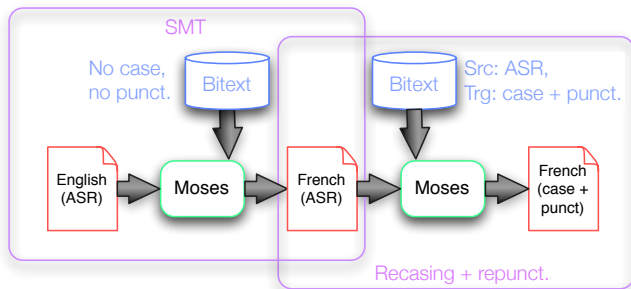 SMT
No case,
no punct.
Bitext
Bitext
Src: ASR,
Trg: case + punct.
English
(ASR)
Moses
French
(ASR)
Moses
French
(case +
punct)
Recasing + repunct.